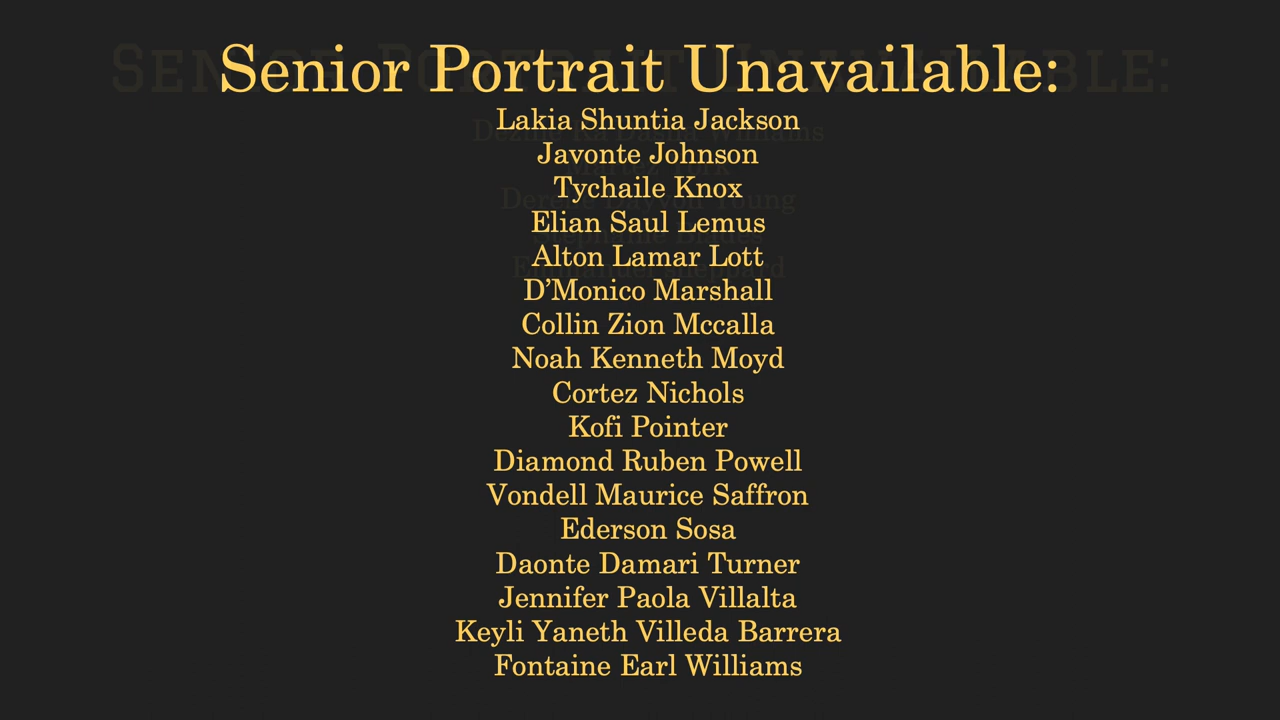 Senior Portrait Unavailable:
Lakia Shuntia Jackson
Javonte Johnson
Tychaile Knox
Elian Saul Lemus
Alton Lamar Lott
D’Monico Marshall
Collin Zion Mccalla
Noah Kenneth Moyd
Cortez Nichols
Kofi Pointer
Diamond Ruben Powell
Vondell Maurice Saffron
Ederson Sosa
Daonte Damari Turner
Jennifer Paola Villalta
Keyli Yaneth Villeda Barrera
Fontaine Earl Williams